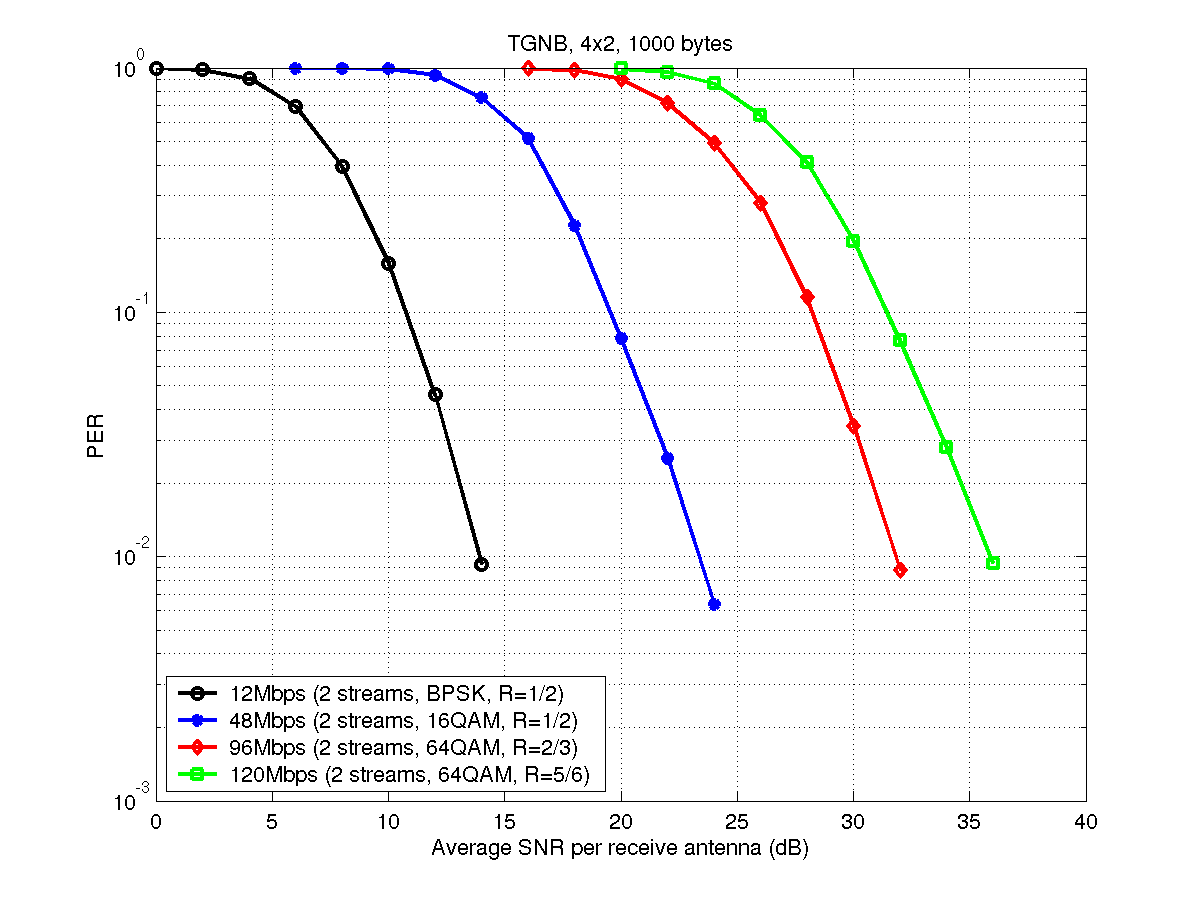 TGNB, 4x2, 1000 bytes
10^0
10^-1
10^-2
10^-3
PER
0 5 10 15 20 25 30 35 40
Average SNR per receive antenna (dB)
12Mbps (2 streams, BPSK, R=1/2)
48Mbps (2 streams, 16QAM, R=1/2)
96Mbps (2 streams, 64QAM, R=2/3)
120Mbps (2 streams, 64QAM, R=5/6)